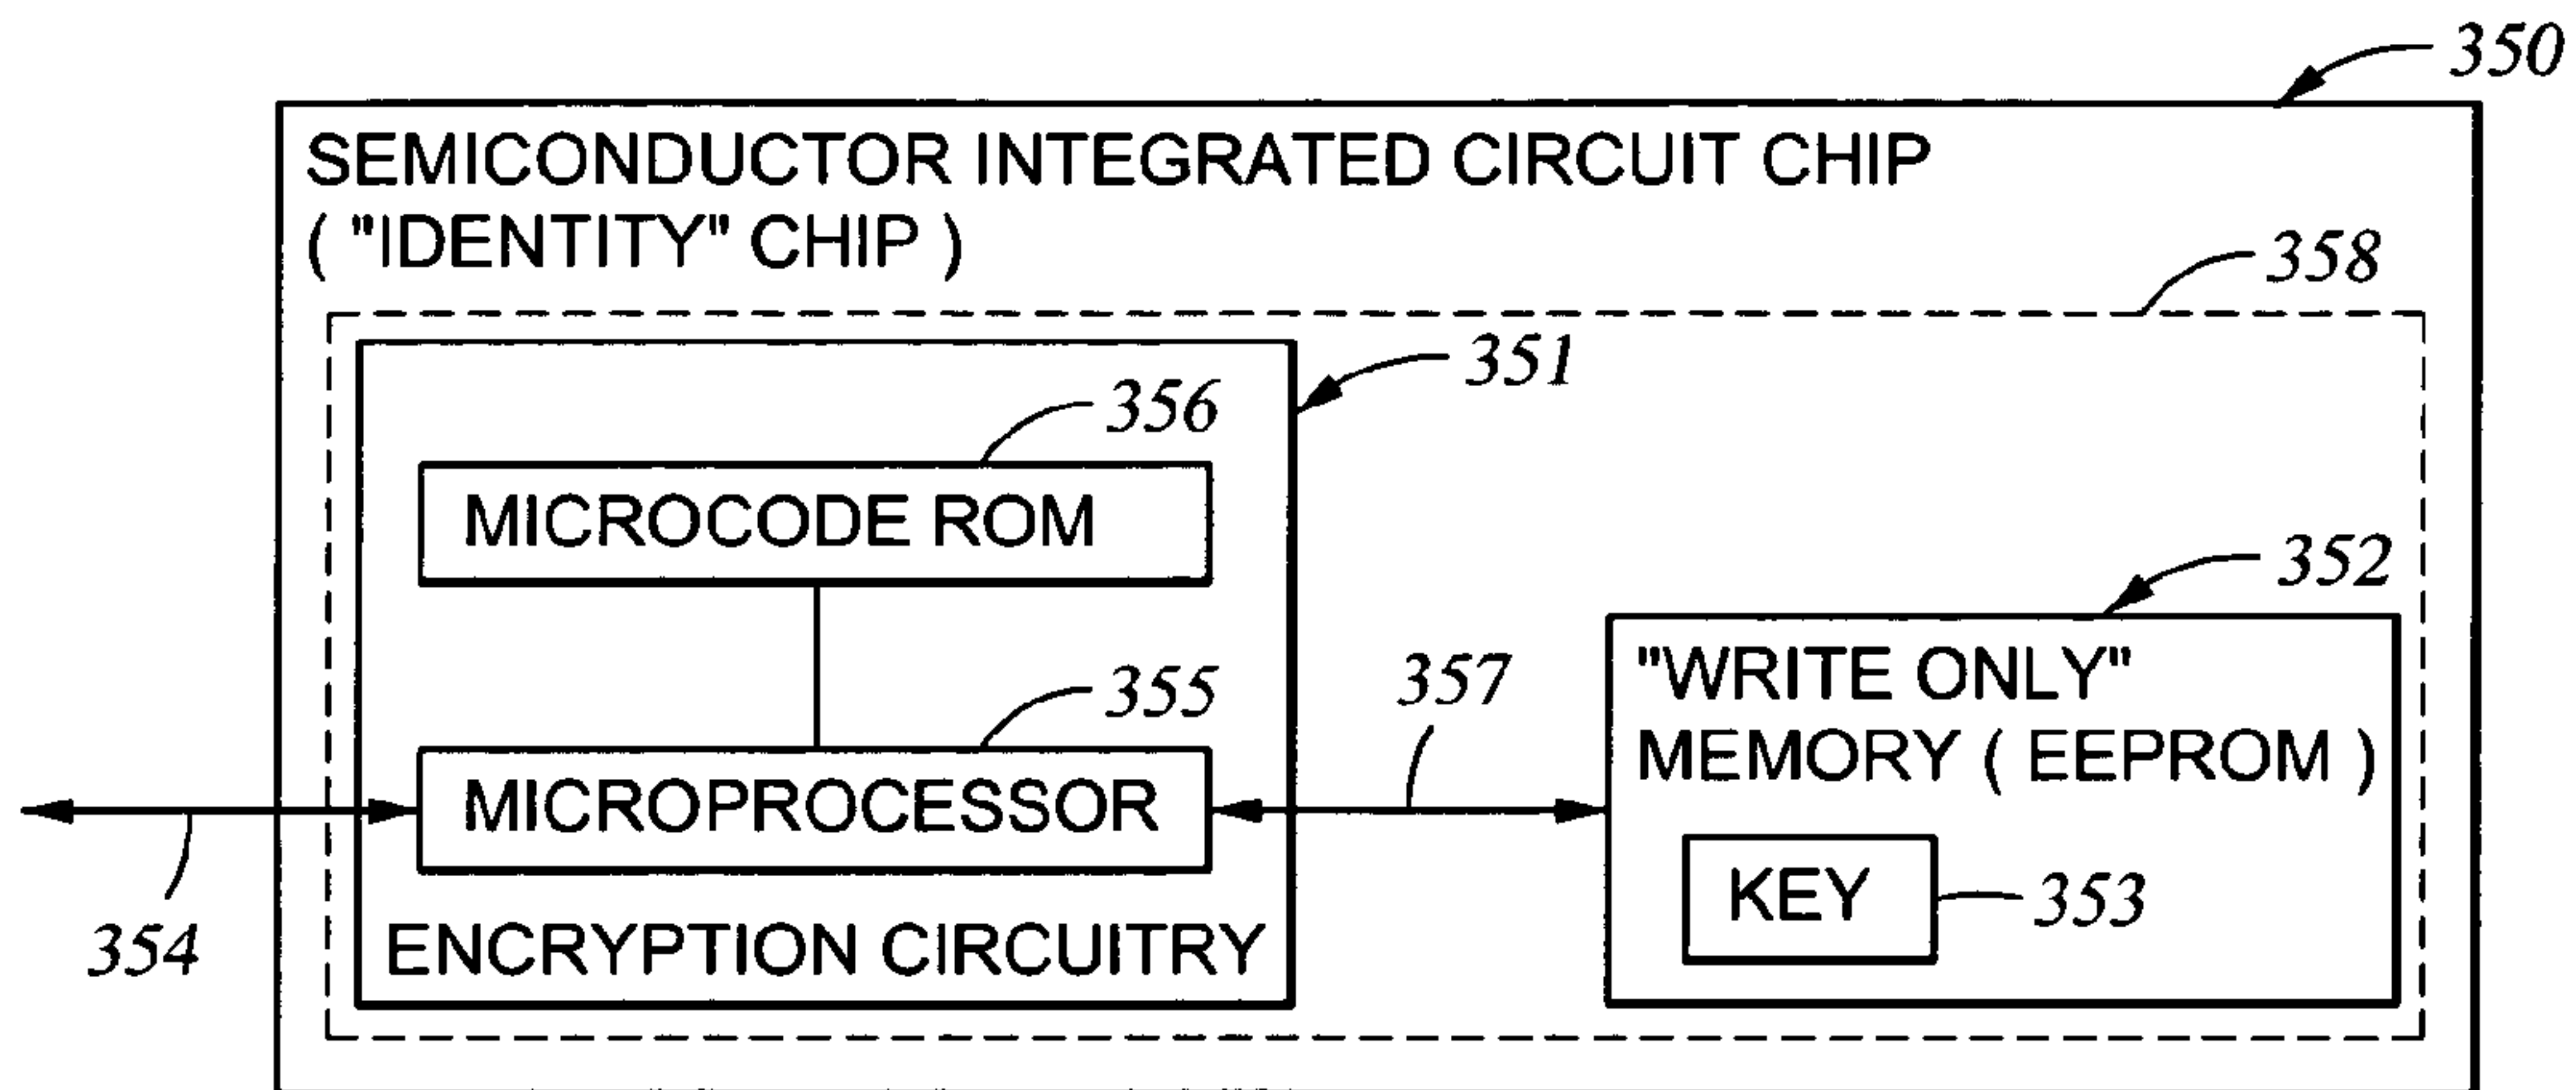 350
SEMICONDUCTOR INTEGRATED CIRCUIT CHIP
( "IDENTITY" CHIP )
358
351
356
MICROCODE ROM
352
"WRITE ONLY"
MEMORY ( EEPROM )
357
355
MICROPROCESSOR
KEY
353
354
ENCRYPTION CIRCUITRY